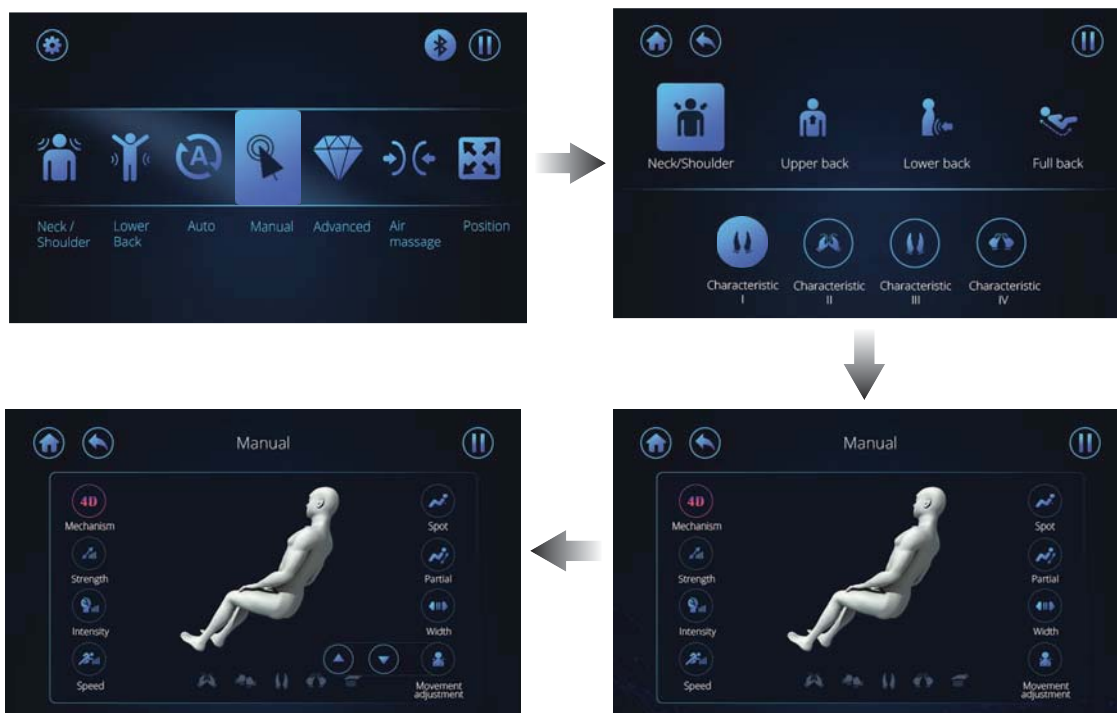 A
Neck /
Shoulder
Lower
Back
Auto
Manual
Advanced
Air
massage
Position
Neck/Shoulder
Upper back
Lower back
Full back
Characteristic
I
Characteristic
II
Characteristic
III
Characteristic
IV
Manual
4D
Mechanism
Strength
Intensity
Speed
Spot
Partial
Width
Movement
adjustment
Manual
4D
Mechanism
Strength
Intensity
Speed
Spot
Partial
Width
Movement
adjustment